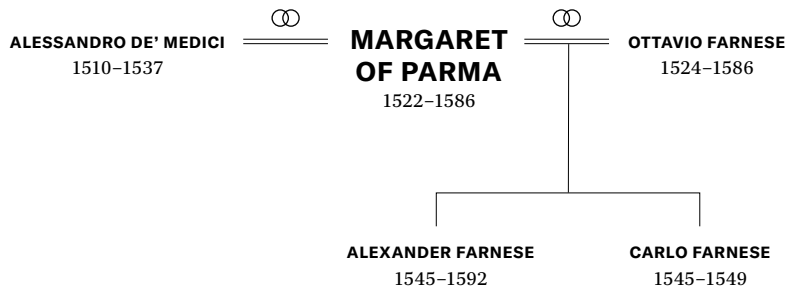 ALESSANDRO DE’ MEDICI
1510–1537
MARGARET
OF PARMA
1522–1586
OTTAVIO FARNESE
1524–1586
ALEXANDER FARNESE
1545–1592
CARLO FARNESE
1545–1549